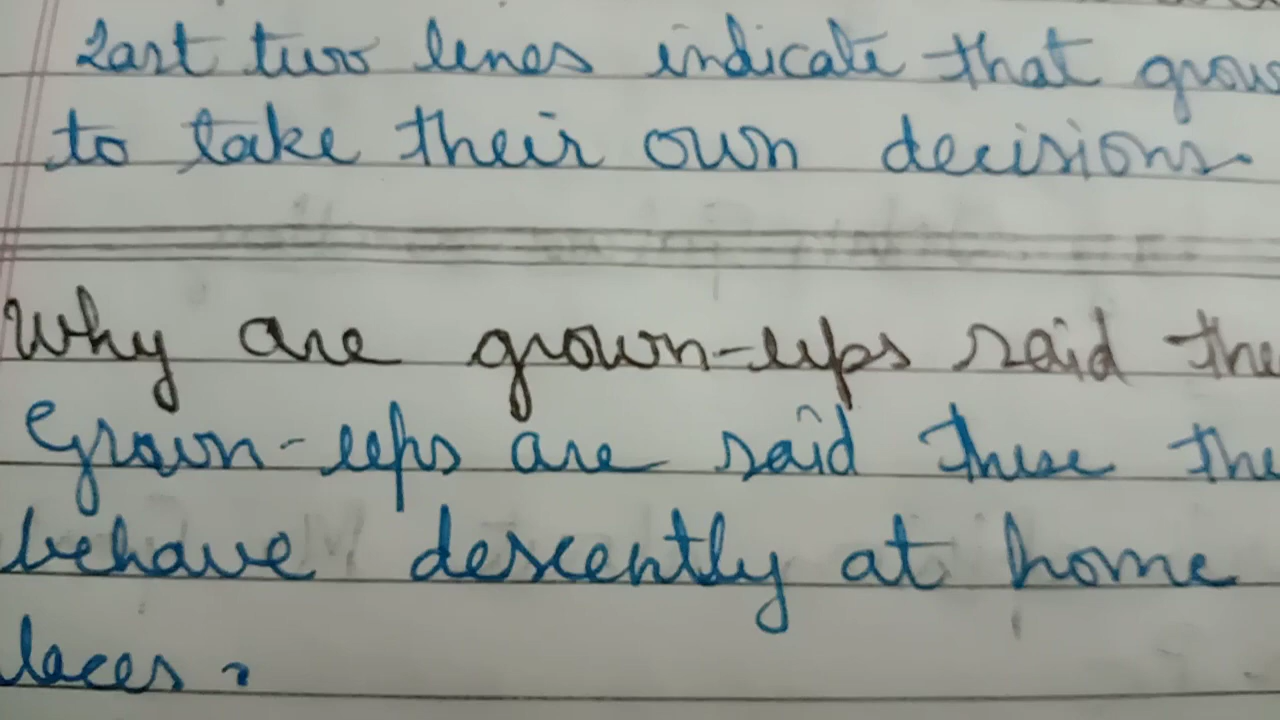 Last two lines indicate that grow
to take their own decisions.
Why are grown-ups said the
Grown-ups are said these the
behave descently at home
laces.